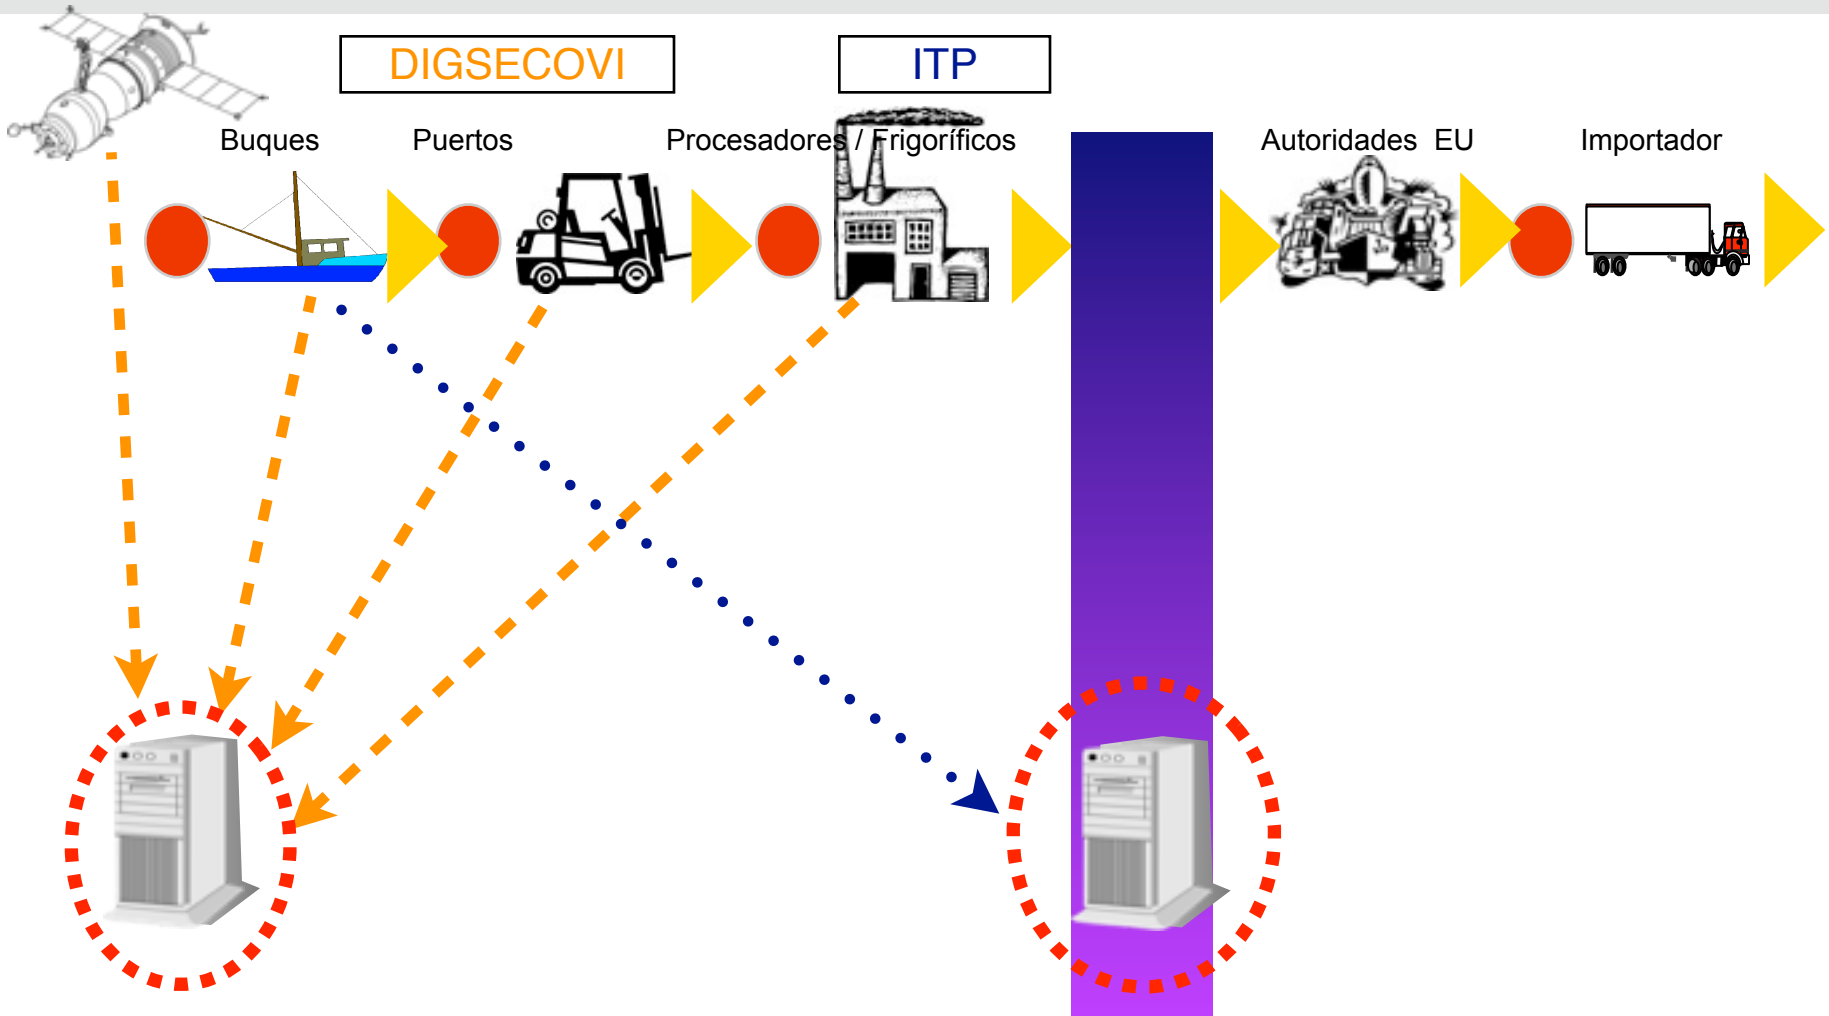 DIGSECOVI
ITP
Buques
Puertos
Procesadores / Frigoríficos
Autoridades EU
Importador